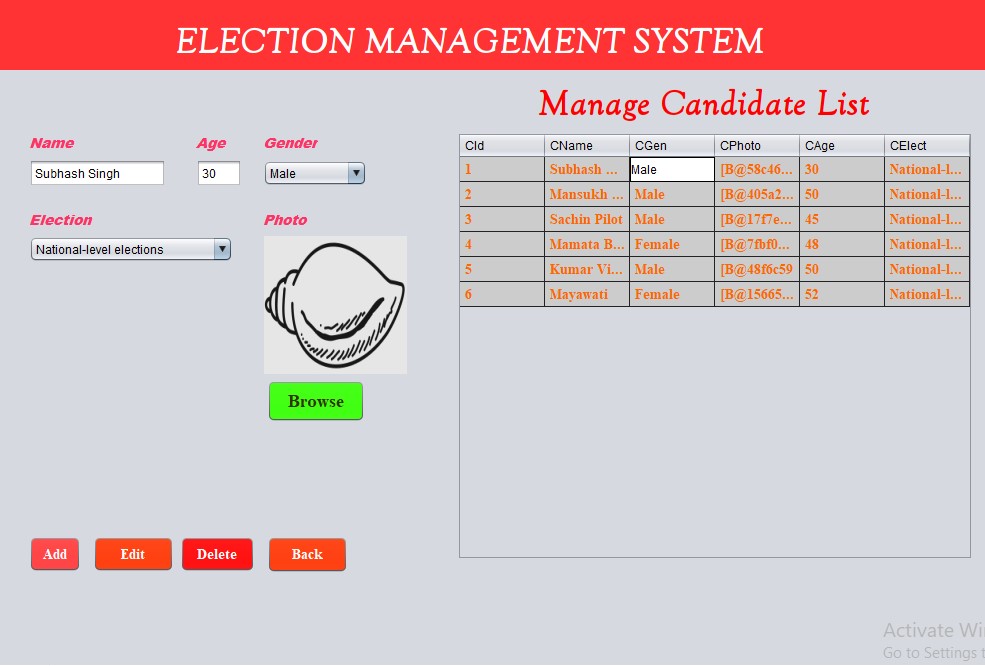 ELECTION MANAGEMENT SYSTEM
Manage Candidate List
Name Age Gender
Subhash Singh 30 Male
Election Photo
National-level elections
Browse
Add Edit Delete Back
CId CName CGen CPhoto CAge CElect
1 Subhash ... Male [B@58c46... 30 National-l...
2 Mansukh ... Male [B@405a2... 50 National-l...
3 Sachin Pilot Male [B@17f7e... 45 National-l...
4 Mamata B... Female [B@7fbf0... 48 National-l...
5 Kumar Vi... Male [B@48f6c59 50 National-l...
6 Mayawati Female [B@15665... 52 National-l...
Activate Wi
Go to Settings t